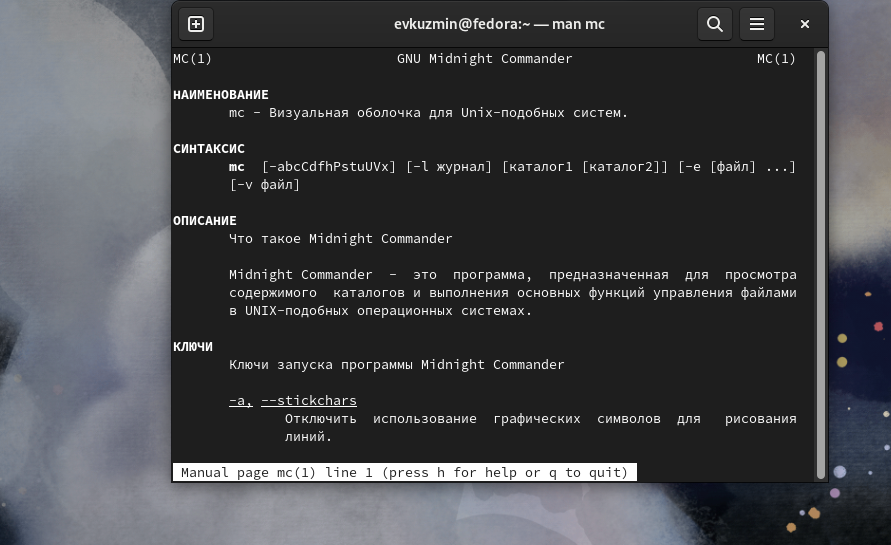 evkuzmin@fedora:~ — man mc
MC(1) GNU Midnight Commander MC(1)
НАИМЕНОВАНИЕ
mc - Визуальная оболочка для Unix-подобных систем.
СИНТАКСИС
mc [-abcCdfhPstuUVx] [-l журнал] [каталог1 [каталог2]] [-e [файл] ...]
[-v файл]
ОПИСАНИЕ
Что такое Midnight Commander
Midnight Commander - это программа, предназначенная для просмотра
содержимого каталогов и выполнения основных функций управления файлами
в UNIX-подобных операционных системах.
КЛЮЧИ
Ключи запуска программы Midnight Commander
-a, --stickchars
Отключить использование графических символов для рисования
линий.
Manual page mc(1) line 1 (press h for help or q to quit)